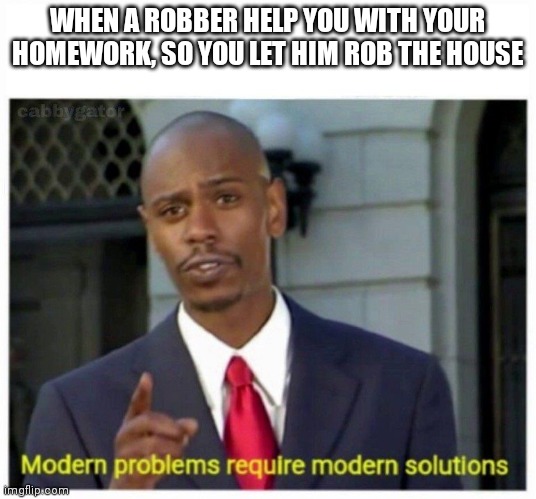 WHEN A ROBBER HELP YOU WITH YOUR
HOMEWORK, SO YOU LET HIM ROB THE HOUSE
cabbygator
Modern problems require modern solutions
imgflip.com